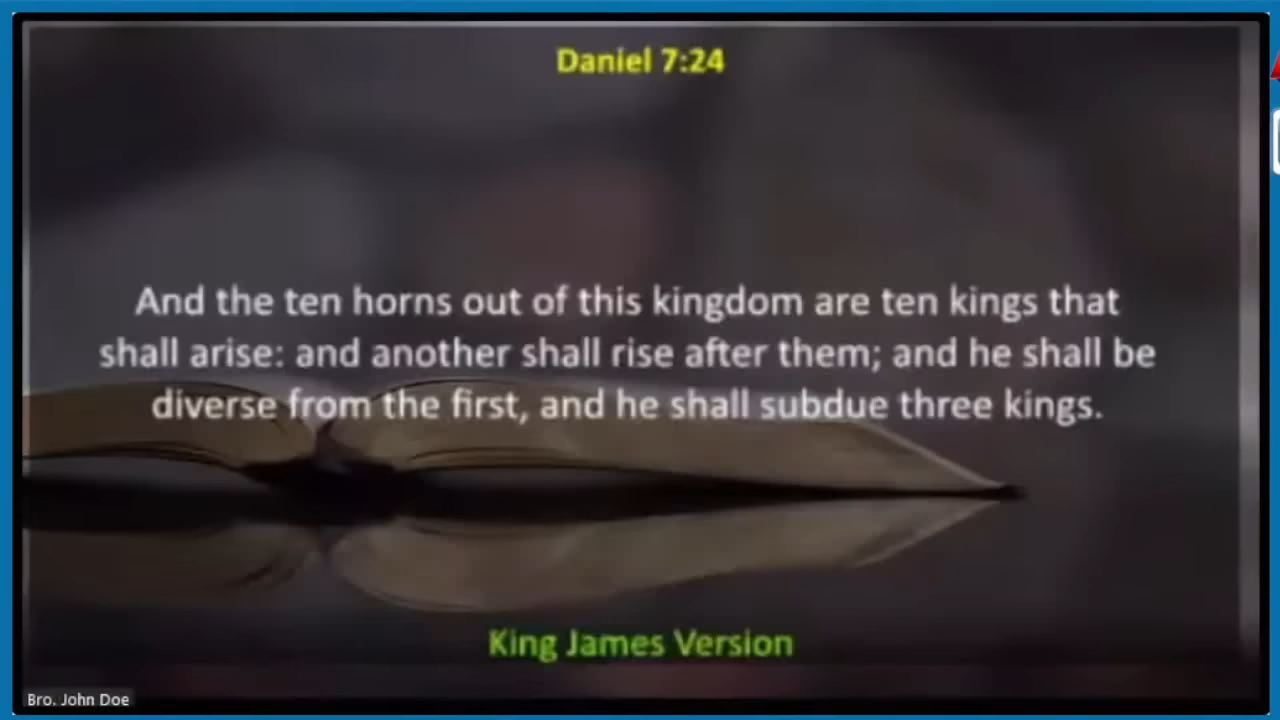 Daniel 7:24
And the ten horns out of this kingdom are ten kings that
shall arise: and another shall rise after them; and he shall be
diverse from the first, and he shall subdue three kings.
King James Version
Bro. John Doe